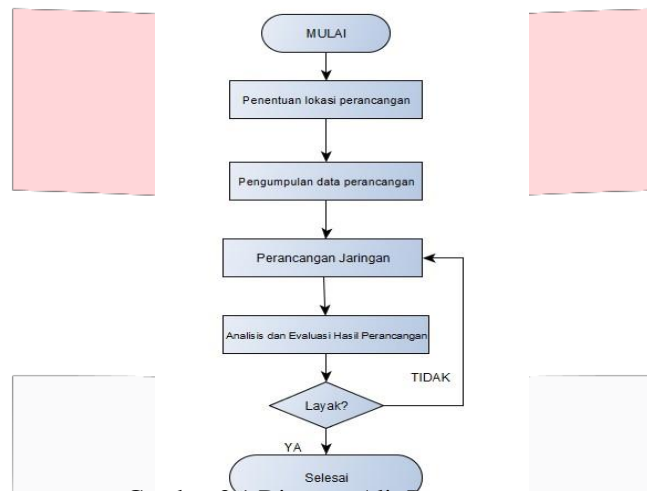 MULAI
Penentuan lokasi perancangan
Pengumpulan data perancangan
Perancangan Jaringan
Analisis dan Evaluasi Hasil Perancangan
TIDAK
Layak?
YA
Selesai